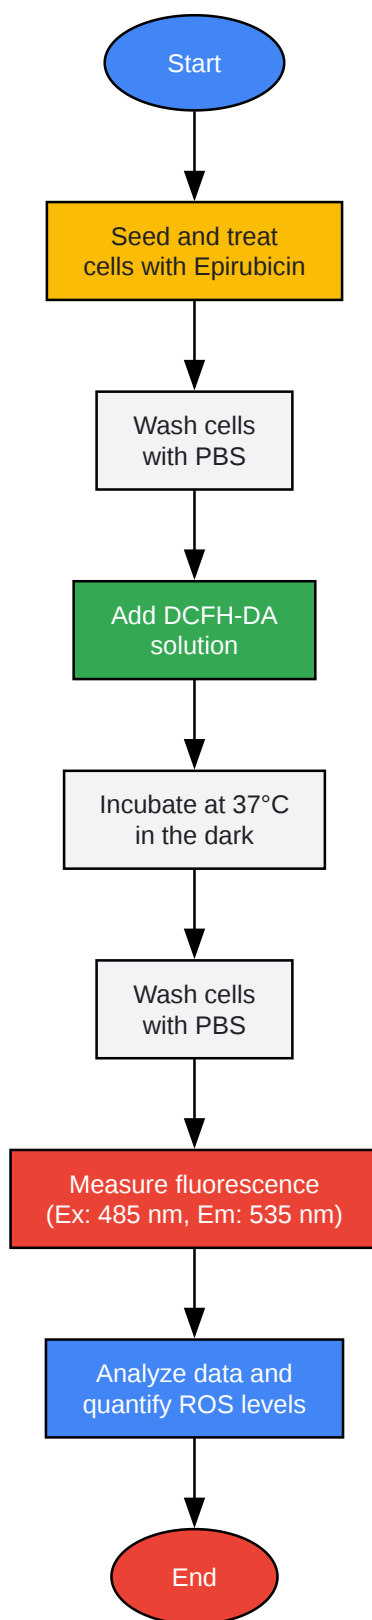 Start
Seed and treat
cells with Epirubicin
Wash cells
with PBS
Add DCFH-DA
solution
Incubate at 37°C
in the dark
Wash cells
with PBS
Measure fluorescence
(Ex: 485 nm, Em: 535 nm)
Analyze data and
quantify ROS levels
End